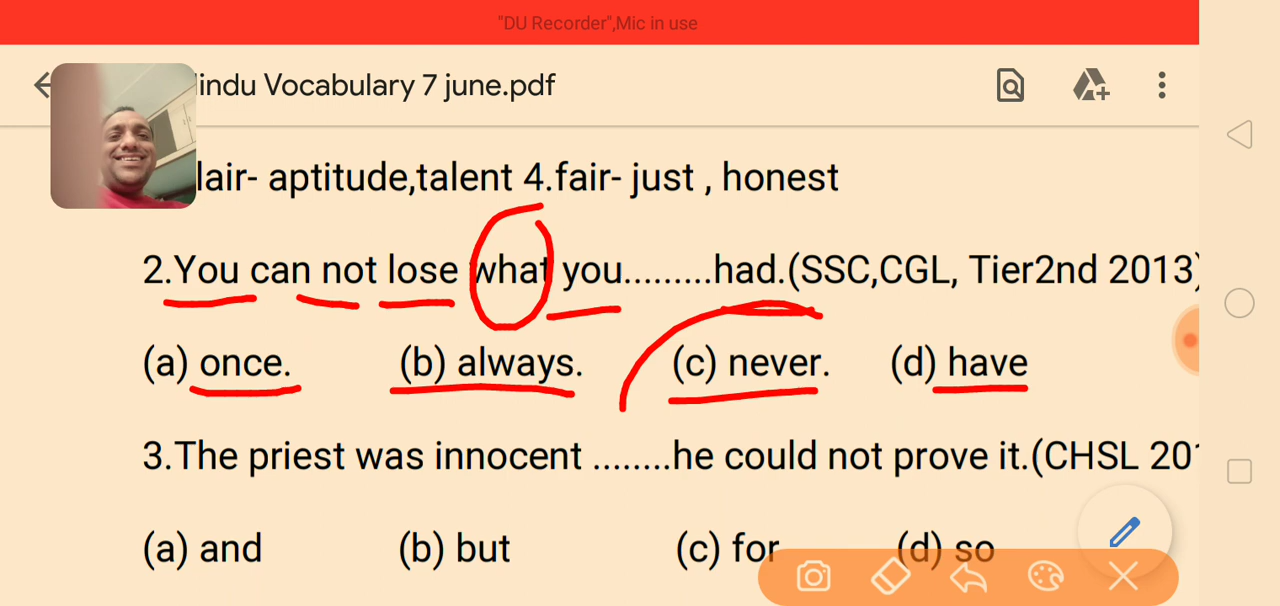 "DU Recorder",Mic in use
indu Vocabulary 7 june.pdf
lair- aptitude,talent 4.fair- just , honest
2.You can not lose what you.........had.(SSC,CGL, Tier2nd 2013)
(a) once. (b) always. (c) never. (d) have
3.The priest was innocent ........he could not prove it.(CHSL 201
(a) and (b) but (c) for (d) so